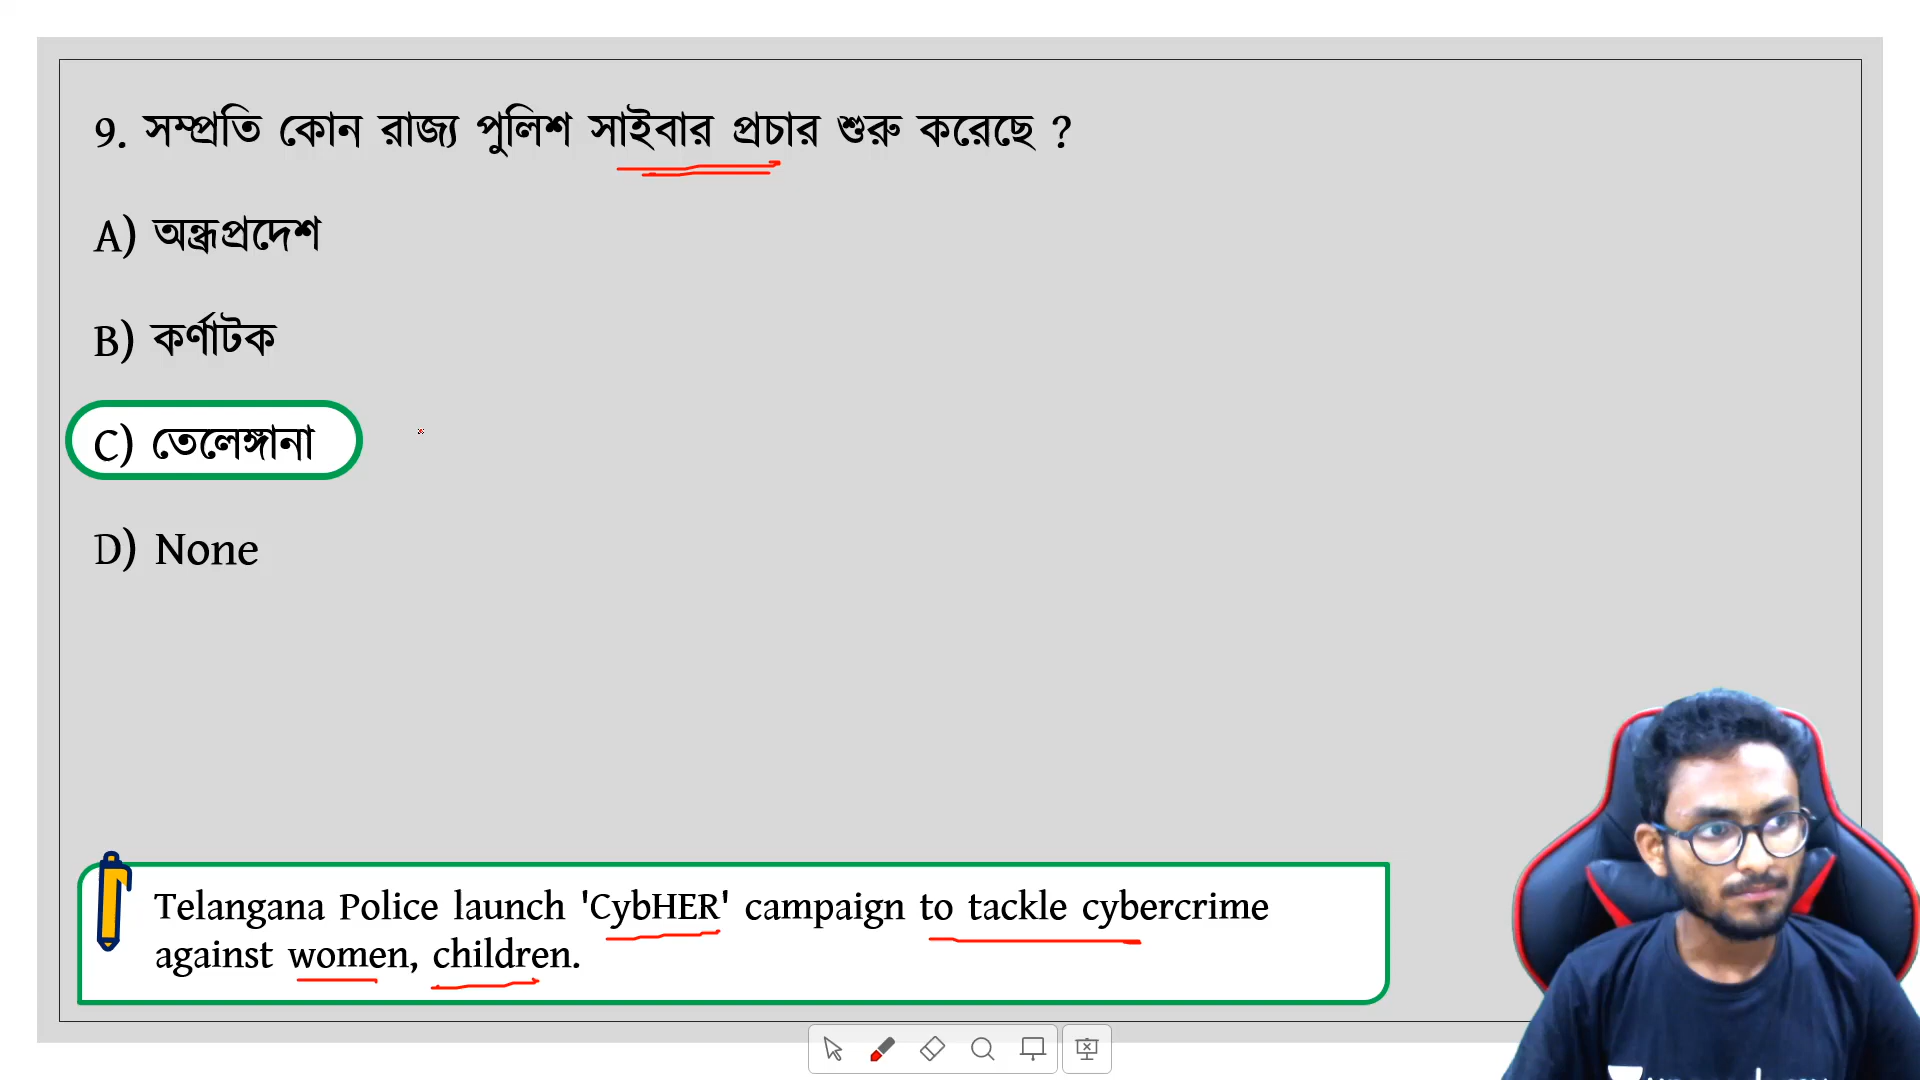 9. সম্প্রতি কোন রাজ্য পুলিশ সাইবার প্রচার শুরু করেছে ?
A) অন্ধ্রপ্রদেশ
B) কর্ণাটক
C) তেলেঙ্গানা
D) None
Telangana Police launch 'CybHER' campaign to tackle cybercrime
against women, children.